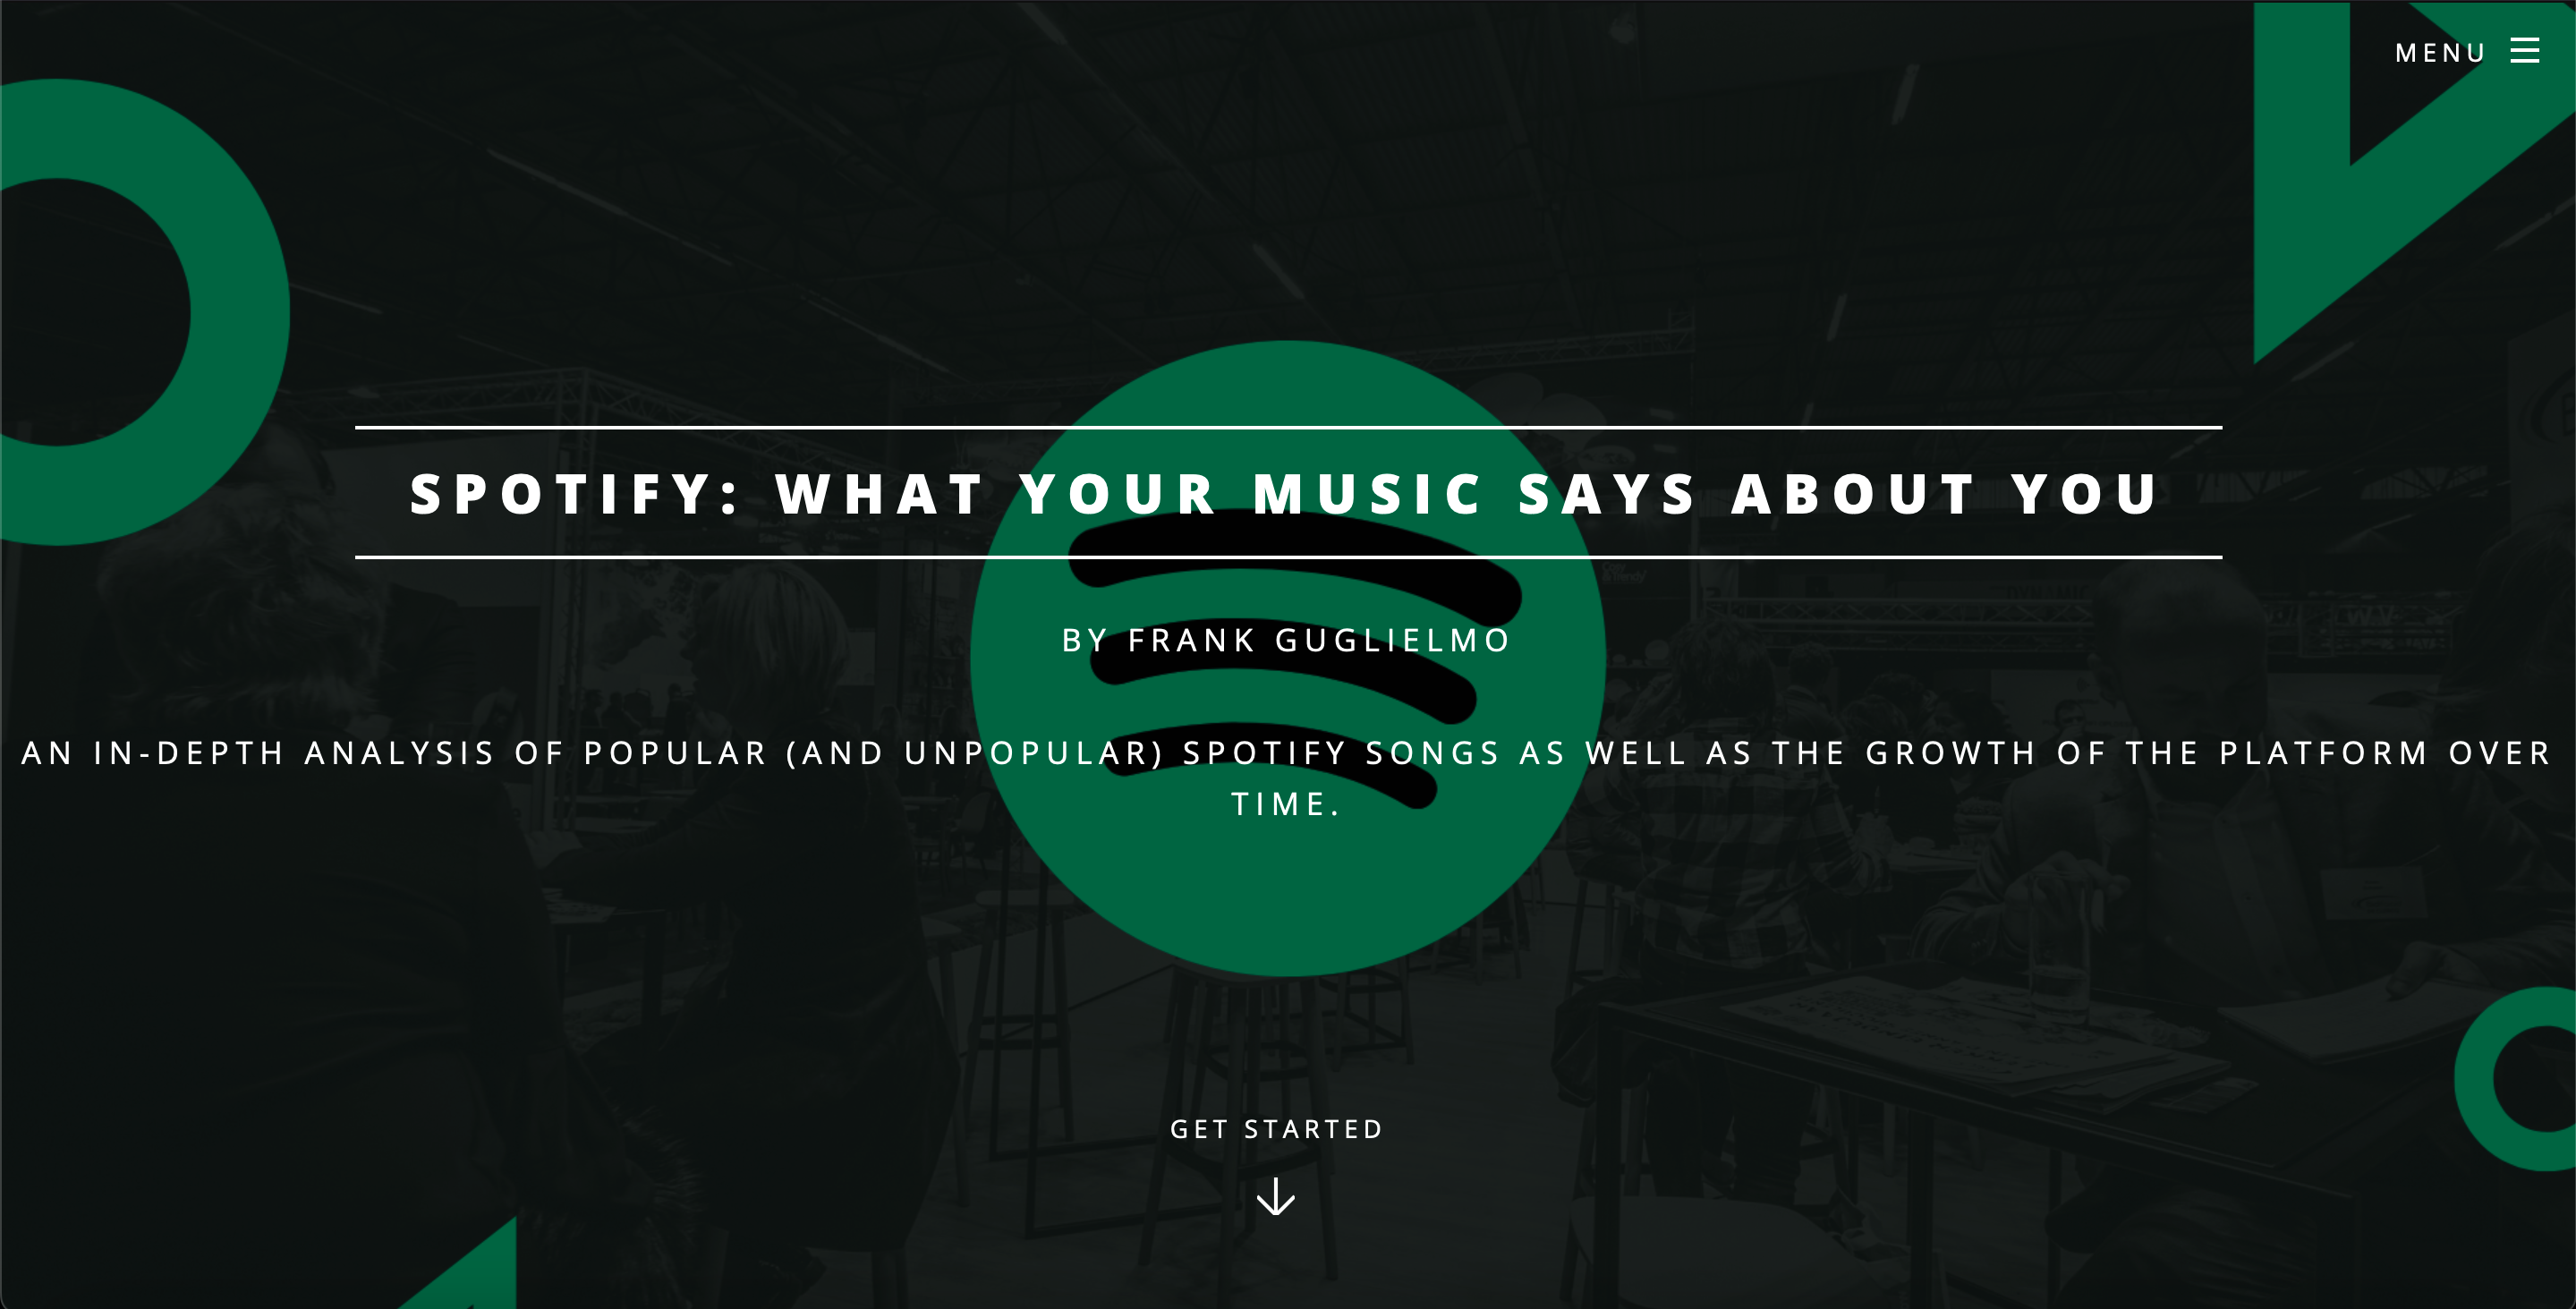 MENU
SPOTIFY: WHAT YOUR MUSIC SAYS ABOUT YOU
BY FRANK GUGLIELMO
AN IN-DEPTH ANALYSIS OF POPULAR (AND UNPOPULAR) SPOTIFY SONGS AS WELL AS THE GROWTH OF THE PLATFORM OVER
TIME.
GET STARTED